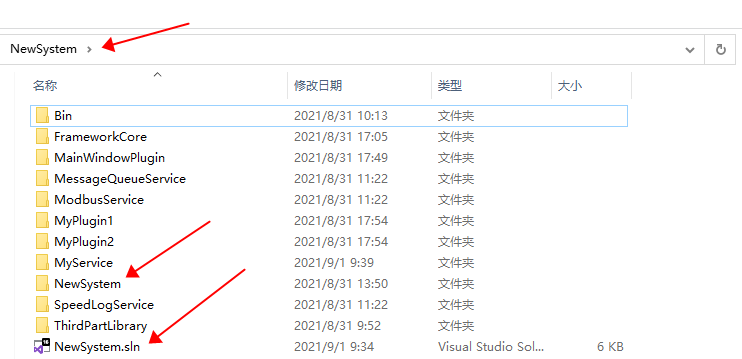 NewSystem
名称 修改日期 类型 大小
Bin 2021/8/31 10:13 文件夹
FrameworkCore 2021/8/31 17:05 文件夹
MainWindowPlugin 2021/8/31 17:49 文件夹
MessageQueueService 2021/8/31 11:22 文件夹
ModbusService 2021/8/31 11:22 文件夹
MyPlugin1 2021/8/31 17:54 文件夹
MyPlugin2 2021/8/31 17:54 文件夹
MyService 2021/9/1 9:39 文件夹
NewSystem 2021/8/31 13:50 文件夹
SpeedLogService 2021/8/31 11:22 文件夹
ThirdPartLibrary 2021/8/31 9:52 文件夹
NewSystem.sln 2021/9/1 9:34 Visual Studio Sol... 6 KB